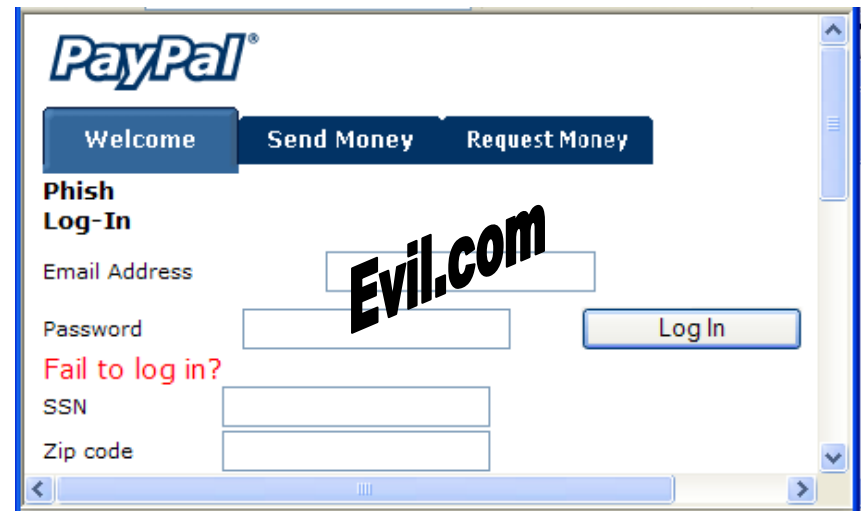 PayPal®
Welcome Send Money Request Money
Phish
Log-In
Evil.com
Email Address
Password Log In
Fail to log in?
SSN
Zip code